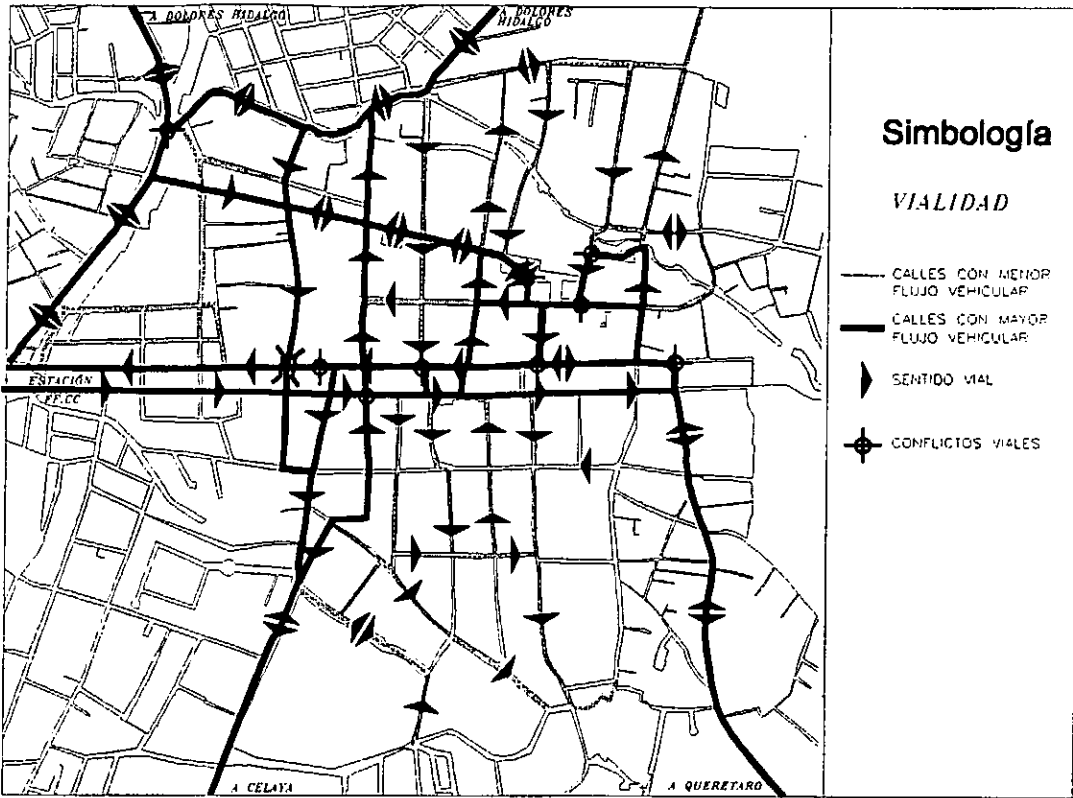 A DOLORES HIDALGO
A DOLORES
HIDALGO
ESTACIÓN
FF.CC
A CELAYA
A QUERETARO
Simbología
VIALIDAD
CALLES CON MENOR
FLUJO VEHICULAR
CALLES CON MAYOR
FLUJO VEHICULAR
SENTIDO VIAL
CONFLICTOS VIALES